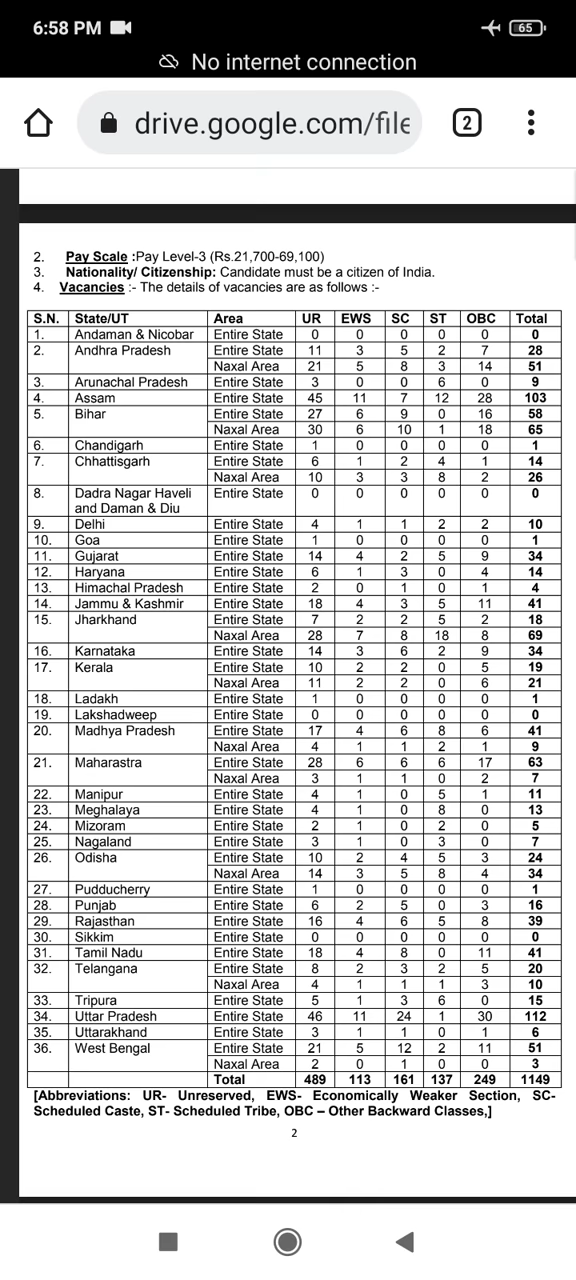 6:58 PM
65
No internet connection
drive.google.com/file
2
2. Pay Scale :Pay Level-3 (Rs.21,700-69,100)
3. Nationality/ Citizenship: Candidate must be a citizen of India.
4. Vacancies :- The details of vacancies are as follows :-
S.N. State/UT Area UR EWS SC ST OBC Total
1. Andaman & Nicobar Entire State 0 0 0 0 0 0
2. Andhra Pradesh Entire State 11 3 5 2 7 28
Naxal Area 21 5 8 3 14 51
3. Arunachal Pradesh Entire State 3 0 0 6 0 9
4. Assam Entire State 45 11 7 12 28 103
5. Bihar Entire State 27 6 9 0 16 58
Naxal Area 30 6 10 1 18 65
6. Chandigarh Entire State 1 0 0 0 0 1
7. Chhattisgarh Entire State 6 1 2 4 1 14
Naxal Area 10 3 3 8 2 26
8. Dadra Nagar Haveli Entire State 0 0 0 0 0 0
and Daman & Diu
9. Delhi Entire State 4 1 1 2 2 10
10. Goa Entire State 1 0 0 0 0 1
11. Gujarat Entire State 14 4 2 5 9 34
12. Haryana Entire State 6 1 3 0 4 14
13. Himachal Pradesh Entire State 2 0 1 0 1 4
14. Jammu & Kashmir Entire State 18 4 3 5 11 41
15. Jharkhand Entire State 7 2 2 5 2 18
Naxal Area 28 7 8 18 8 69
16. Karnataka Entire State 14 3 6 2 9 34
17. Kerala Entire State 10 2 2 0 5 19
Naxal Area 11 2 2 0 6 21
18. Ladakh Entire State 1 0 0 0 0 1
19. Lakshadweep Entire State 0 0 0 0 0 0
20. Madhya Pradesh Entire State 17 4 6 8 6 41
Naxal Area 4 1 1 2 1 9
21. Maharastra Entire State 28 6 6 6 17 63
Naxal Area 3 1 1 0 2 7
22. Manipur Entire State 4 1 0 5 1 11
23. Meghalaya Entire State 4 1 0 8 0 13
24. Mizoram Entire State 2 1 0 2 0 5
25. Nagaland Entire State 3 1 0 3 0 7
26. Odisha Entire State 10 2 4 5 3 24
Naxal Area 14 3 5 8 4 34
27. Pudducherry Entire State 1 0 0 0 0 1
28. Punjab Entire State 6 2 5 0 3 16
29. Rajasthan Entire State 16 4 6 5 8 39
30. Sikkim Entire State 0 0 0 0 0 0
31. Tamil Nadu Entire State 18 4 8 0 11 41
32. Telangana Entire State 8 2 3 2 5 20
Naxal Area 4 1 1 1 3 10
33. Tripura Entire State 5 1 3 6 0 15
34. Uttar Pradesh Entire State 46 11 24 1 30 112
35. Uttarakhand Entire State 3 1 1 0 1 6
36. West Bengal Entire State 21 5 12 2 11 51
Naxal Area 2 0 1 0 0 3
Total 489 113 161 137 249 1149
[Abbreviations: UR- Unreserved, EWS- Economically Weaker Section, SC-
Scheduled Caste, ST- Scheduled Tribe, OBC – Other Backward Classes,]
2